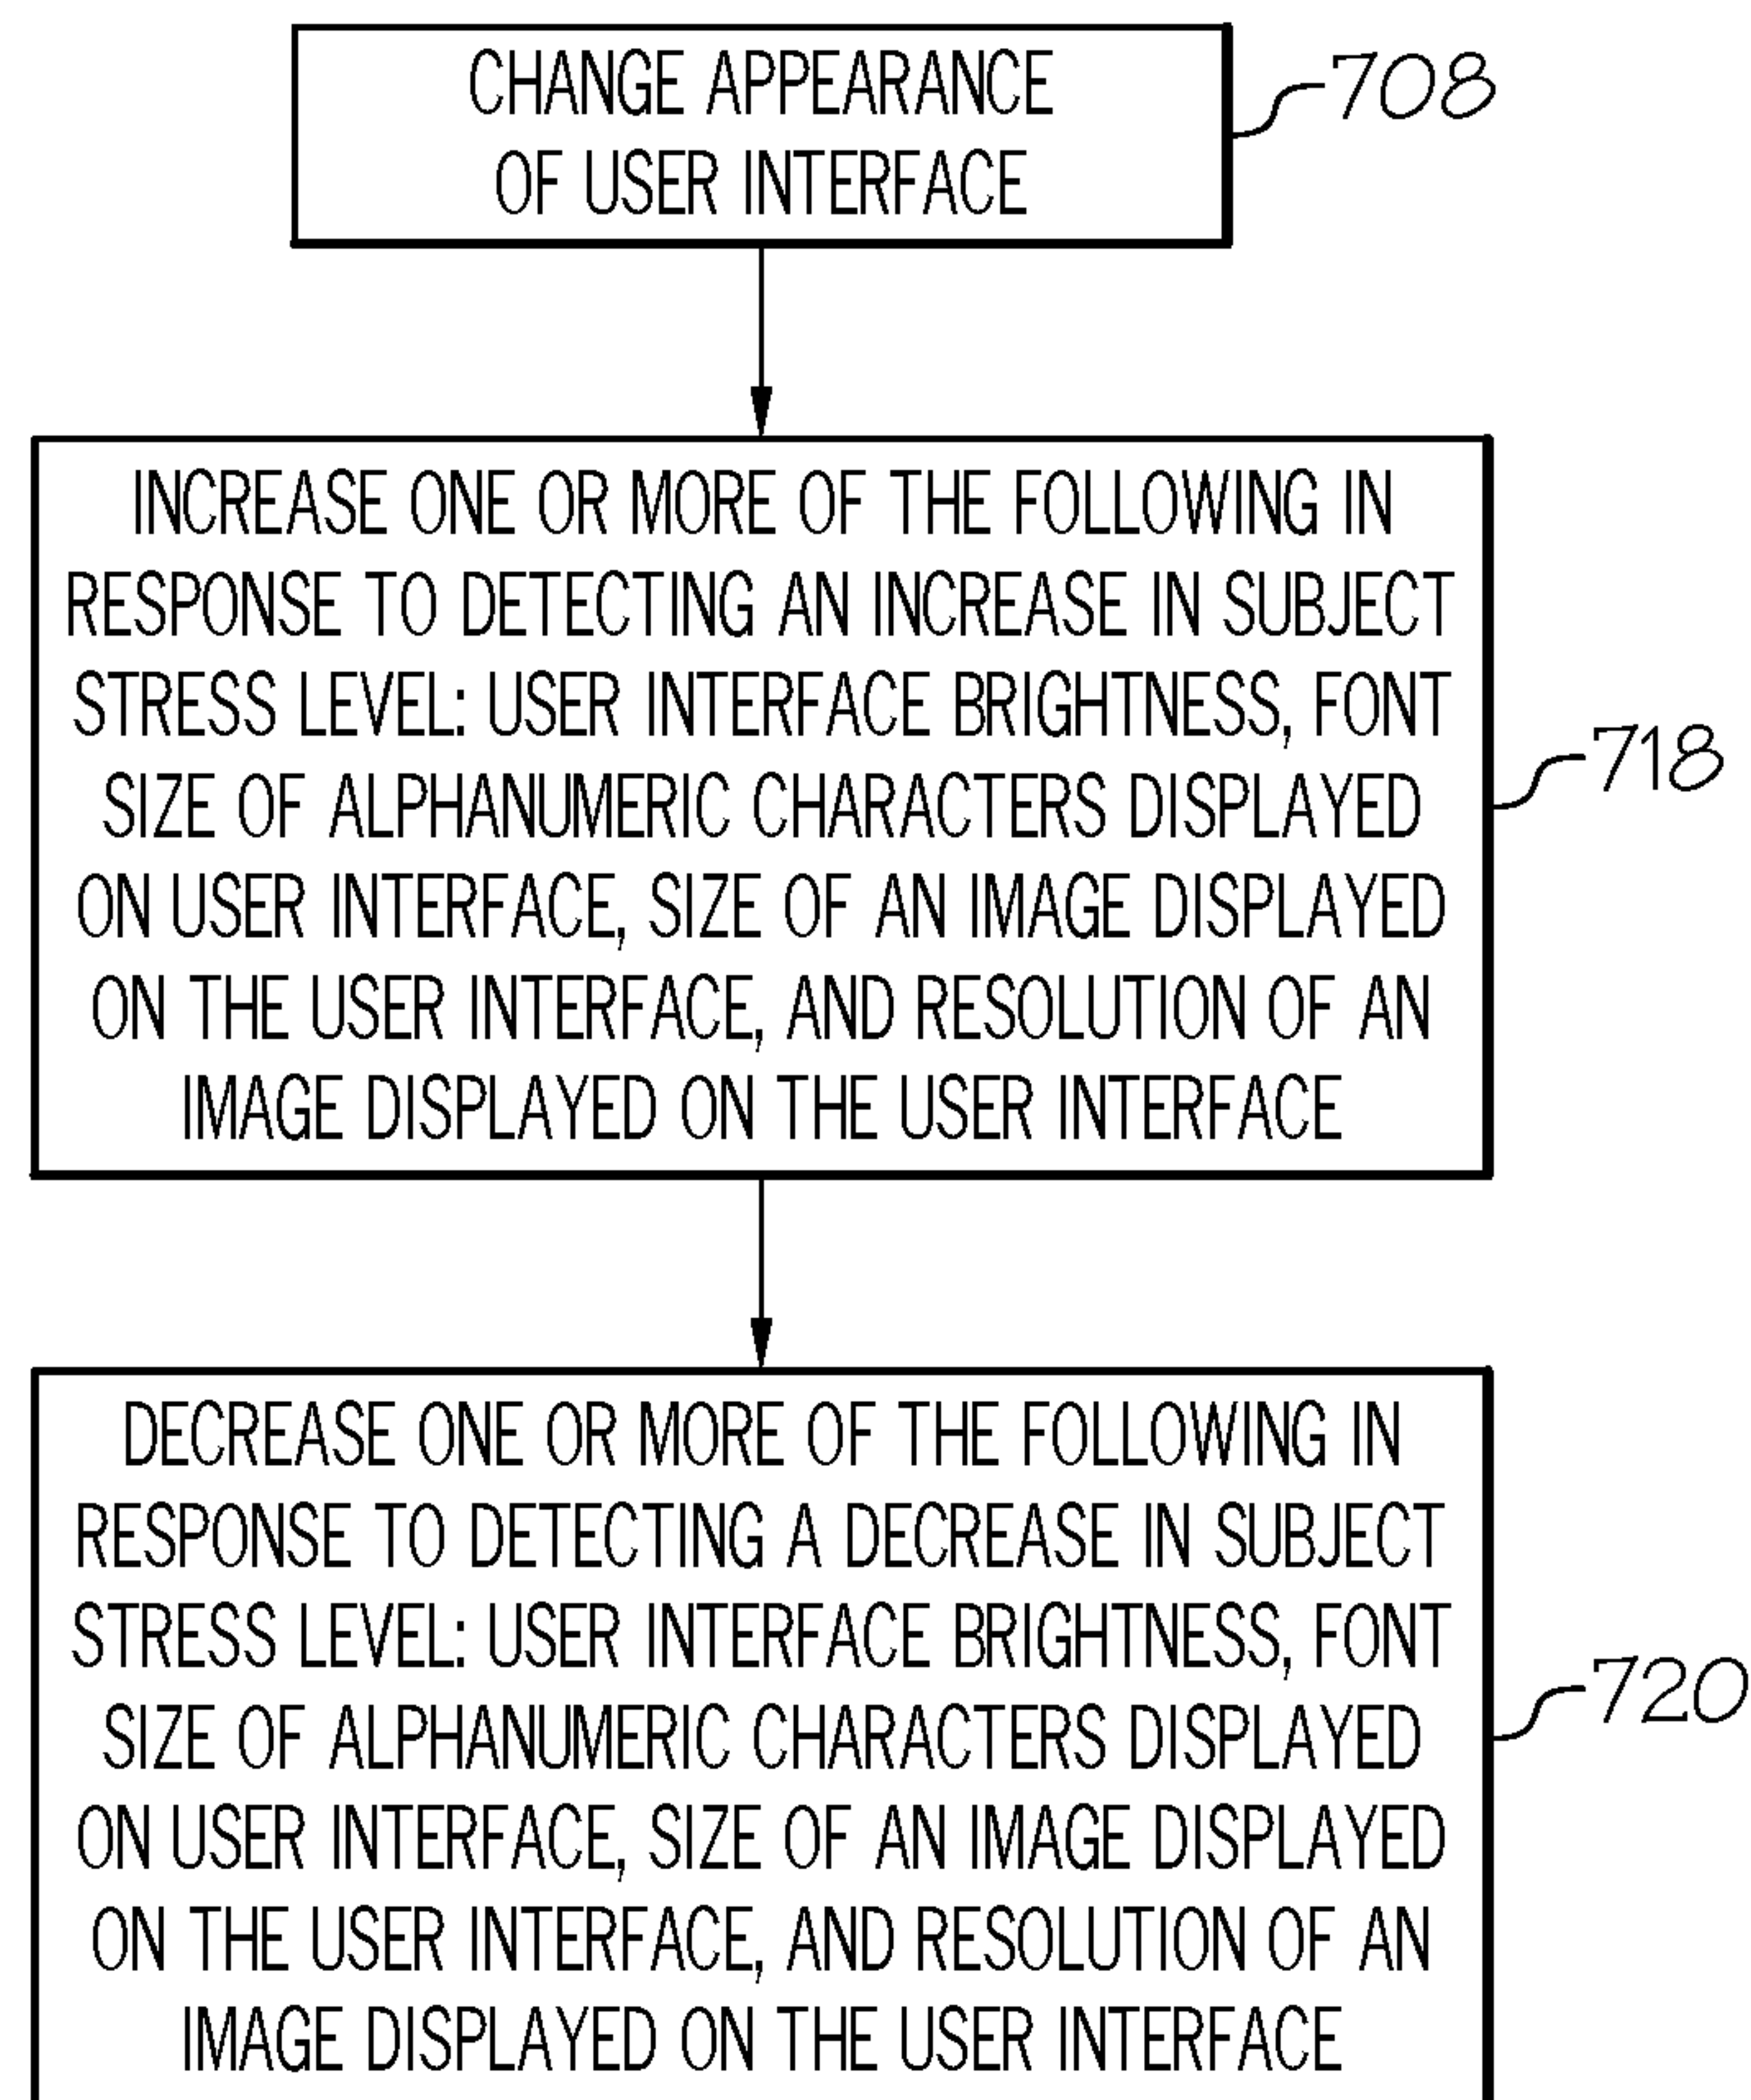 CHANGE APPEARANCE
OF USER INTERFACE
708
INCREASE ONE OR MORE OF THE FOLLOWING IN
RESPONSE TO DETECTING AN INCREASE IN SUBJECT
STRESS LEVEL: USER INTERFACE BRIGHTNESS, FONT
SIZE OF ALPHANUMERIC CHARACTERS DISPLAYED
ON USER INTERFACE, SIZE OF AN IMAGE DISPLAYED
ON THE USER INTERFACE, AND RESOLUTION OF AN
IMAGE DISPLAYED ON THE USER INTERFACE
718
DECREASE ONE OR MORE OF THE FOLLOWING IN
RESPONSE TO DETECTING A DECREASE IN SUBJECT
STRESS LEVEL: USER INTERFACE BRIGHTNESS, FONT
SIZE OF ALPHANUMERIC CHARACTERS DISPLAYED
ON USER INTERFACE, SIZE OF AN IMAGE DISPLAYED
ON THE USER INTERFACE, AND RESOLUTION OF AN
IMAGE DISPLAYED ON THE USER INTERFACE
720